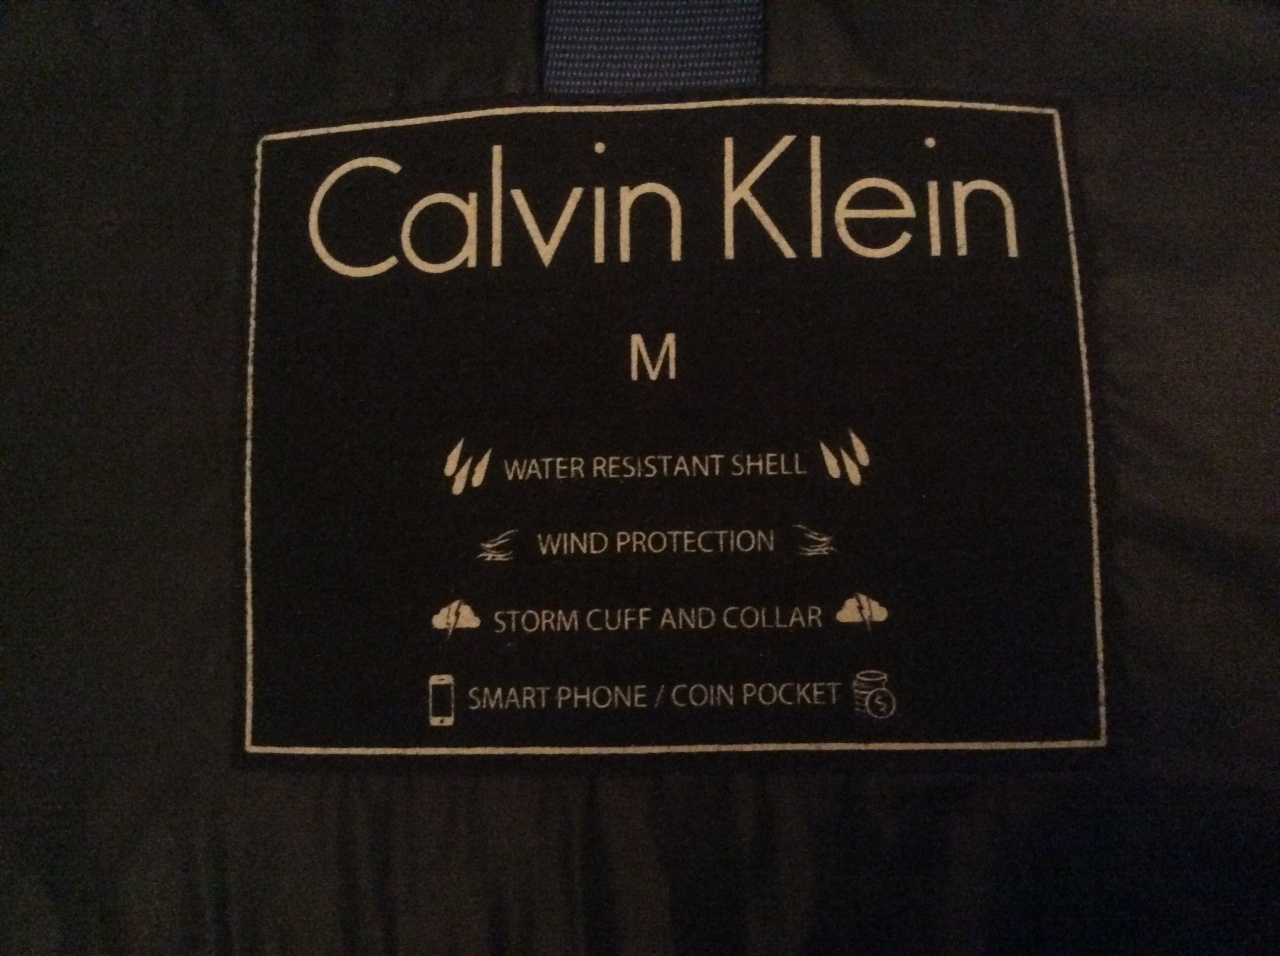 Calvin Klein
M
WATER RESISTANT SHELL
WIND PROTECTION
STORM CUFF AND COLLAR
SMART PHONE / COIN POCKET